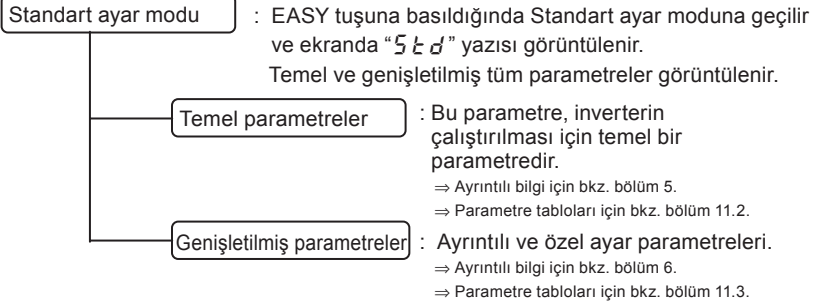 Standart ayar modu : EASY tuşuna basıldığında Standart ayar moduna geçilir
ve ekranda “Std” yazısı görüntülenir.
Temel ve genişletilmiş tüm parametreler görüntülenir.
Temel parametreler : Bu parametre, inverterin
çalıştırılması için temel bir
parametredir.
⇒ Ayrıntılı bilgi için bkz. bölüm 5.
⇒ Parametre tabloları için bkz. bölüm 11.2.
Genişletilmiş parametreler : Ayrıntılı ve özel ayar parametreleri.
⇒ Ayrıntılı bilgi için bkz. bölüm 6.
⇒ Parametre tabloları için bkz. bölüm 11.3.